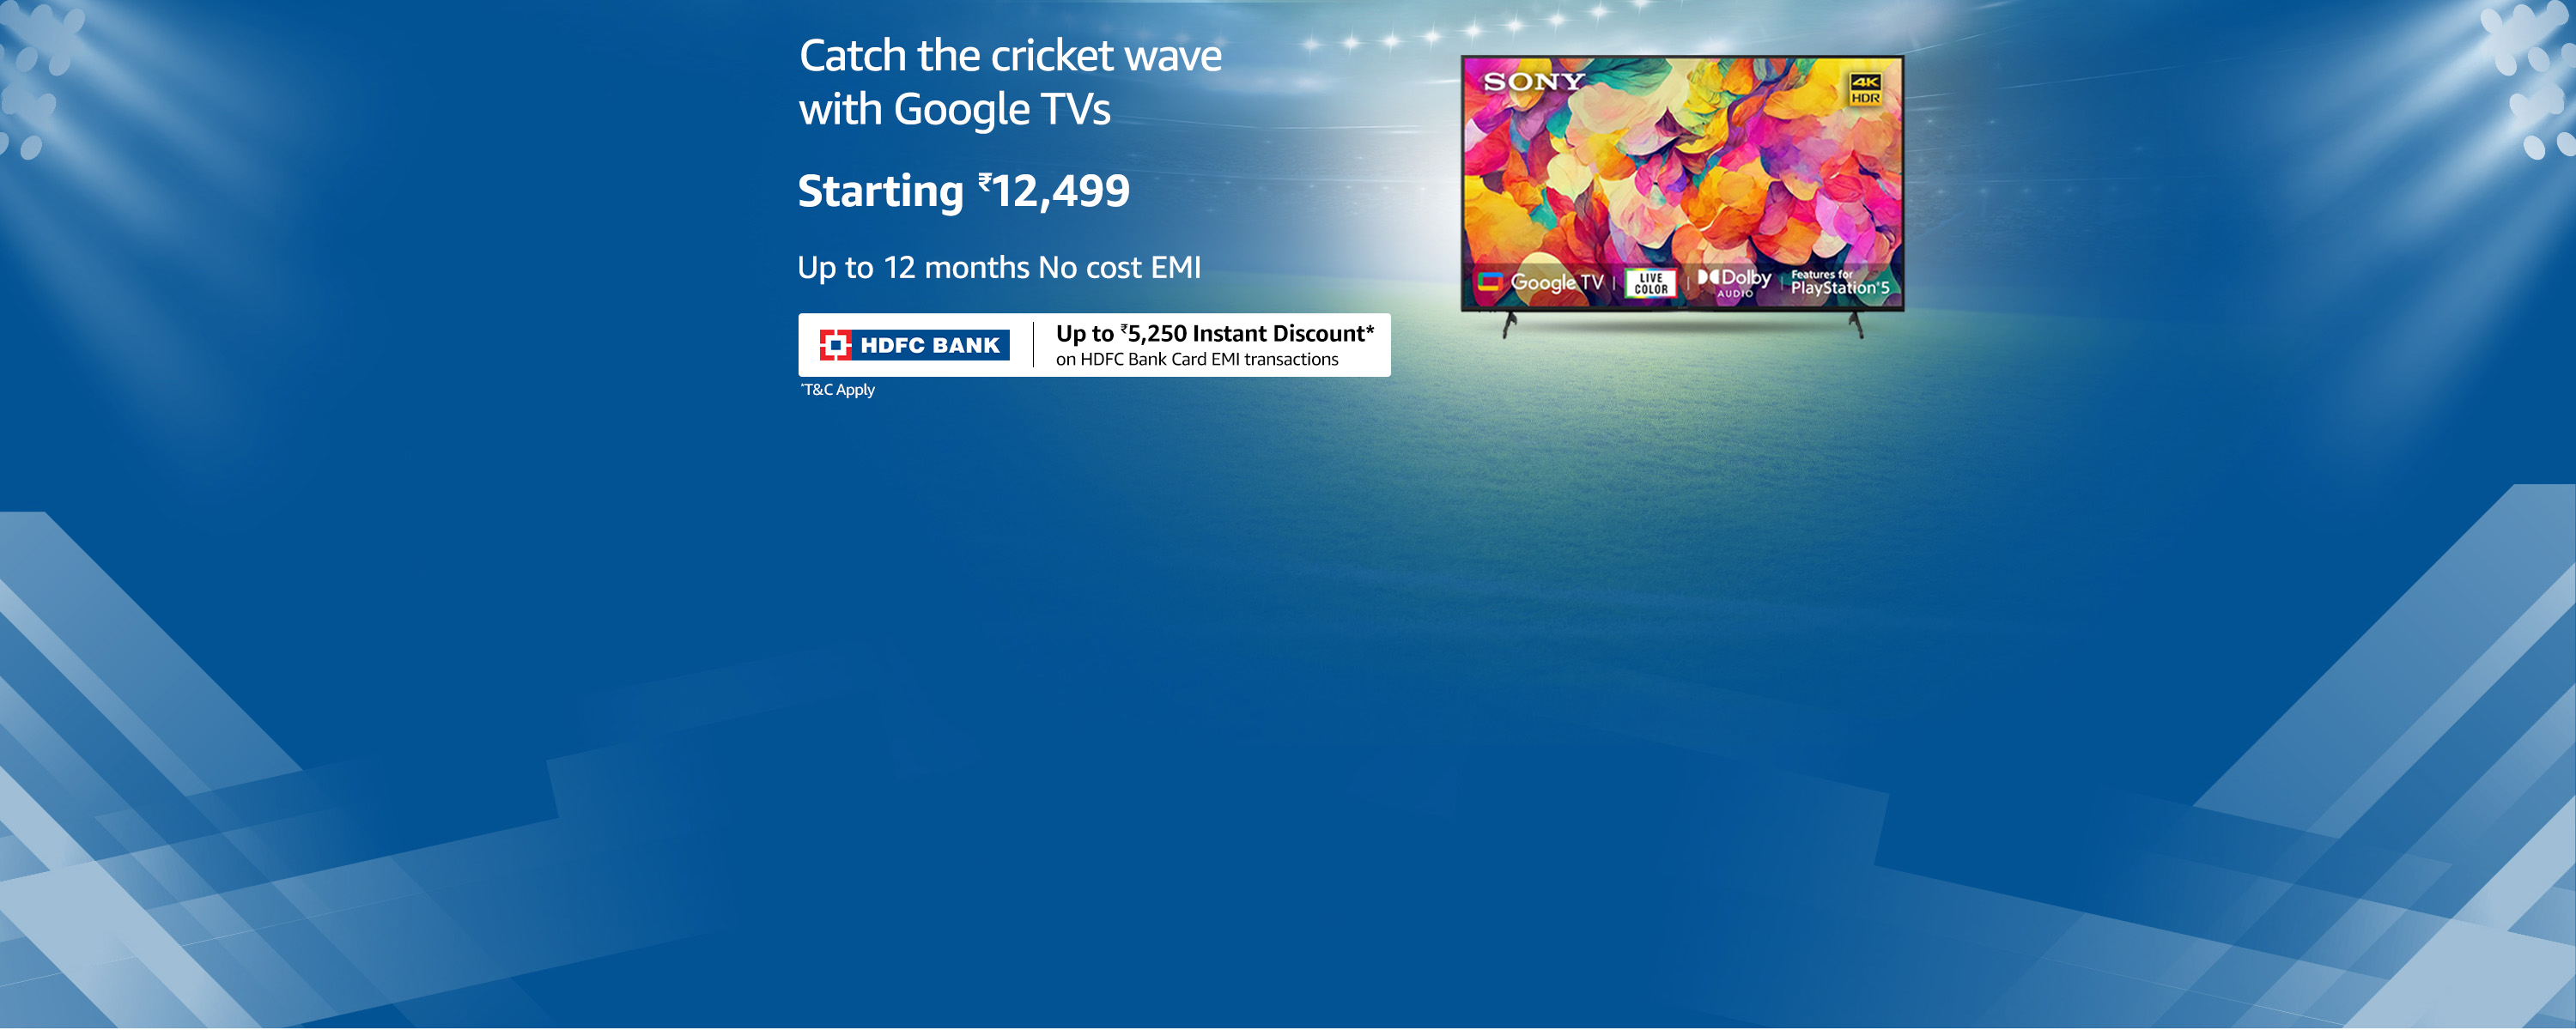 Catch the cricket wave
with Google TVs
Starting ₹12,499
Up to 12 months No cost EMI
HDFC BANK
Up to ₹5,250 Instant Discount*
on HDFC Bank Card EMI transactions
*T&C Apply
SONY
4K
HDR
Google TV
LIVE
COLOR
Dolby
AUDIO
Features for
PlayStation®5